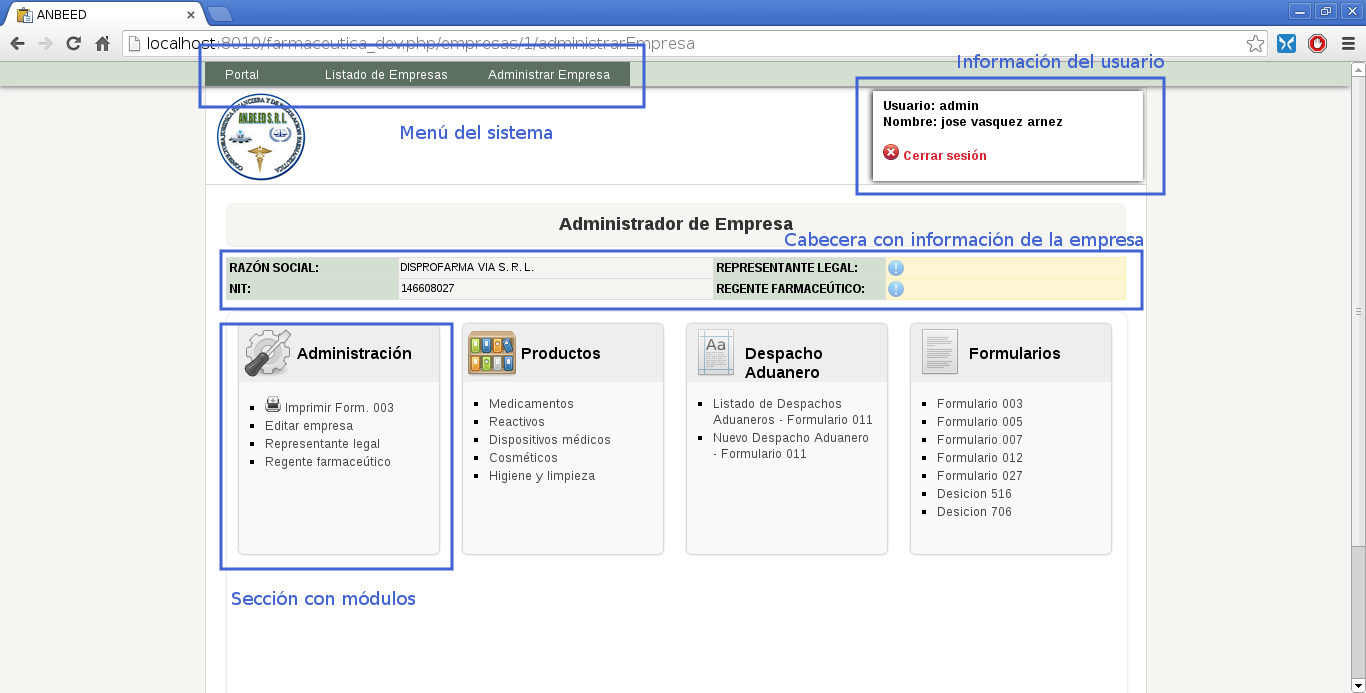 ANBEED
localhost:8010/farmaceutica_dev.php/empresas/1/administrarEmpresa
Portal
Listado de Empresas
Administrar Empresa
Información del usuario
Usuario: admin
Nombre: jose vasquez arnez
Cerrar sesión
AN.BEED S.R.L.
Menú del sistema
Administrador de Empresa
Cabecera con información de la empresa
RAZÓN SOCIAL:
DISPROFARMA VIA S. R. L.
REPRESENTANTE LEGAL:
NIT:
146608027
REGENTE FARMACEÚTICO:
Administración
Imprimir Form. 003
Editar empresa
Representante legal
Regente farmaceútico
Productos
Medicamentos
Reactivos
Dispositivos médicos
Cosméticos
Higiene y limpieza
Despacho
Aduanero
Aa
Listado de Despachos
Aduaneros - Formulario 011
Nuevo Despacho Aduanero
- Formulario 011
Formularios
Formulario 003
Formulario 005
Formulario 007
Formulario 012
Formulario 027
Desicion 516
Desicion 706
Sección con módulos